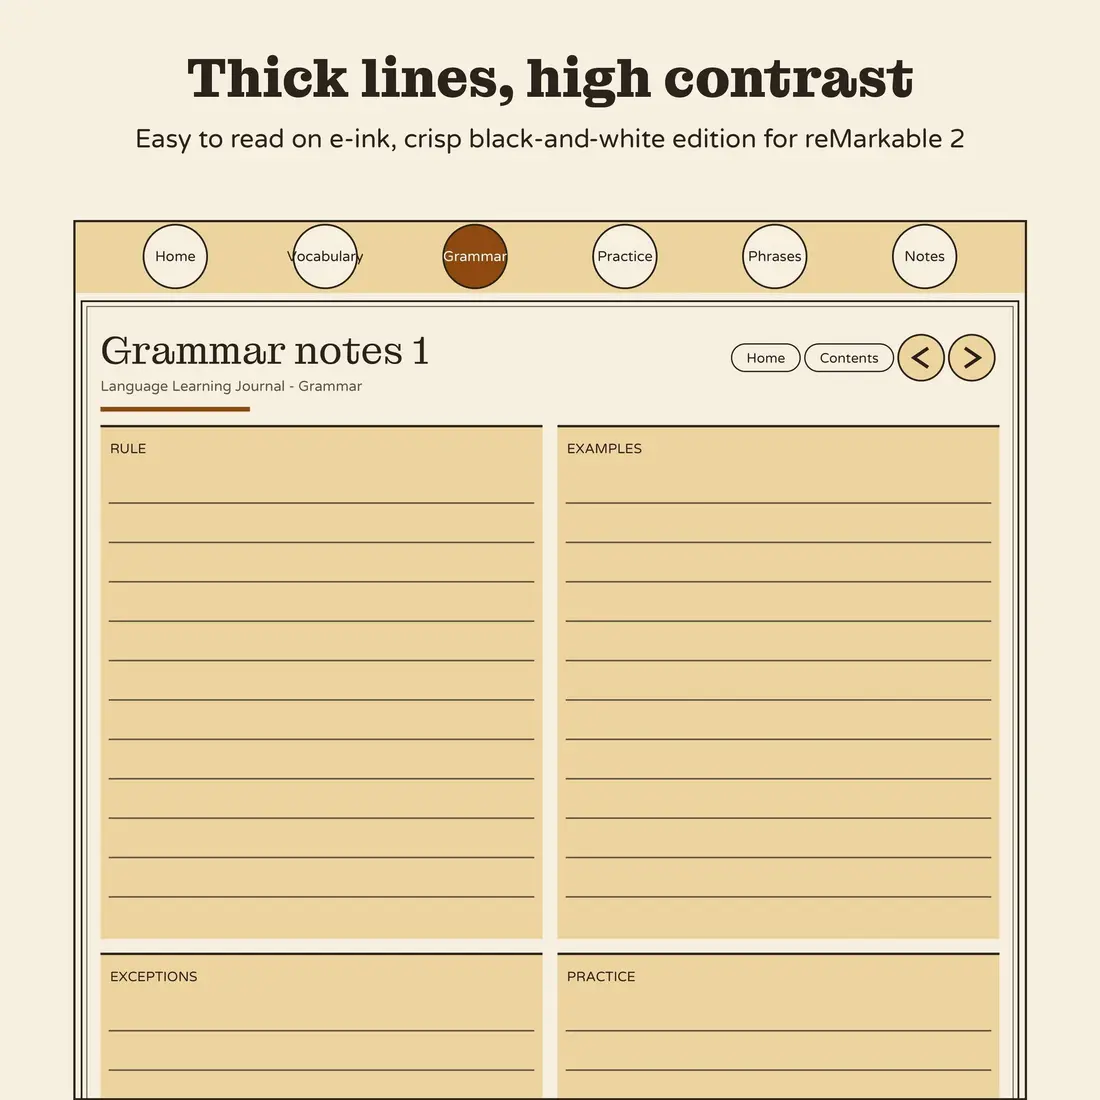 Thick lines, high contrast
Easy to read on e-ink, crisp black-and-white edition for reMarkable 2
Home Vocabulary Grammar Practice Phrases Notes
Grammar notes 1
Home Contents < >
Language Learning Journal - Grammar
RULE EXAMPLES
EXCEPTIONS PRACTICE